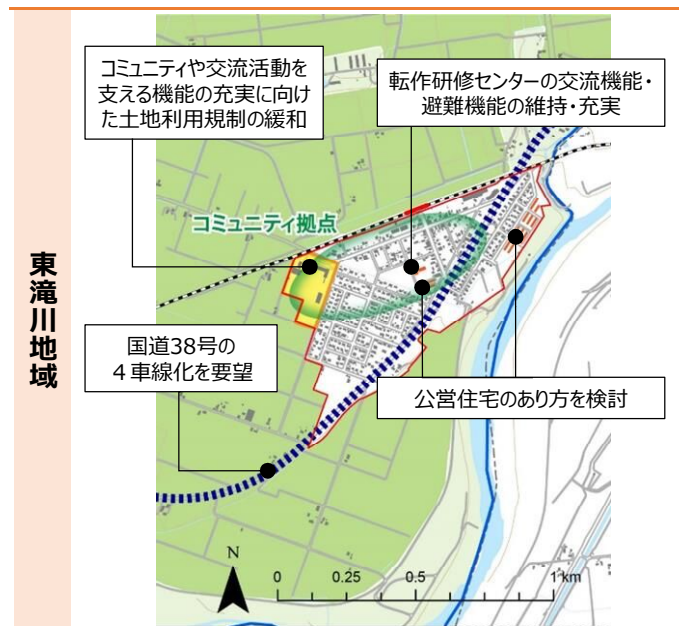 東滝川地域
コミュニティや交流活動を
支える機能の充実に向け
た土地利用規制の緩和
転作研修センターの交流機能・
避難機能の維持・充実
コミュニティ拠点
国道38号の
４車線化を要望
公営住宅のあり方を検討
N
0 0.25 0.5 1 km